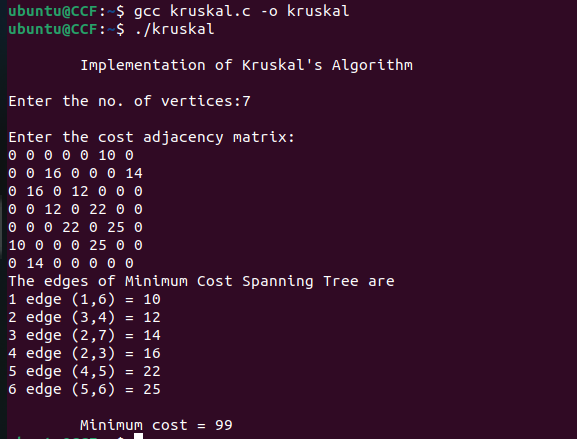 ubuntu@CCF:~$ gcc kruskal.c -o kruskal
ubuntu@CCF:~$ ./kruskal
Implementation of Kruskal's Algorithm
Enter the no. of vertices:7
Enter the cost adjacency matrix:
0 0 0 0 0 10 0
0 0 16 0 0 0 14
0 16 0 12 0 0 0
0 0 12 0 22 0 0
0 0 0 22 0 25 0
10 0 0 0 25 0 0
0 14 0 0 0 0 0
The edges of Minimum Cost Spanning Tree are
1 edge (1,6) = 10
2 edge (3,4) = 12
3 edge (2,7) = 14
4 edge (2,3) = 16
5 edge (4,5) = 22
6 edge (5,6) = 25
Minimum cost = 99